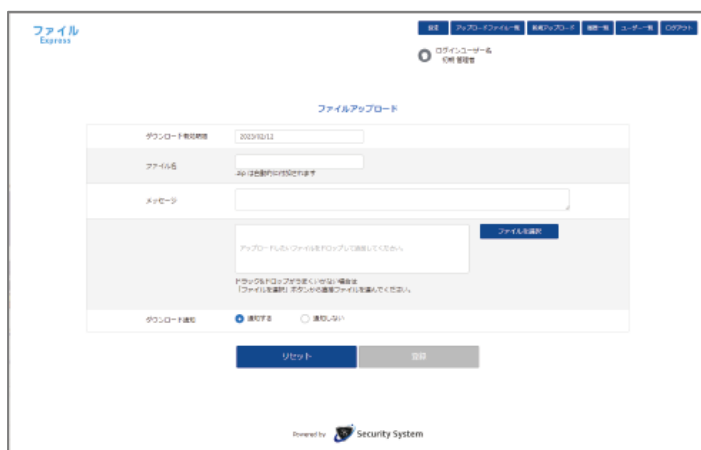 ファイル
Express
設定 アップロードファイル一覧 新規アップロード 履歴一覧 ユーザー一覧 ログアウト
ログインユーザー名
初期 管理者
ファイルアップロード
ダウンロード有効期限 2023/02/12
ファイル名
.zip は自動的に付加されます
メッセージ
ファイルを選択
アップロードしたいファイルをドロップして追加してください。
ドラッグ&ドロップがうまくいかない場合は
「ファイルを選択」ボタンから直接ファイルを選んでください。
ダウンロード通知 通知する 通知しない
リセット 登録
Powered by Security System